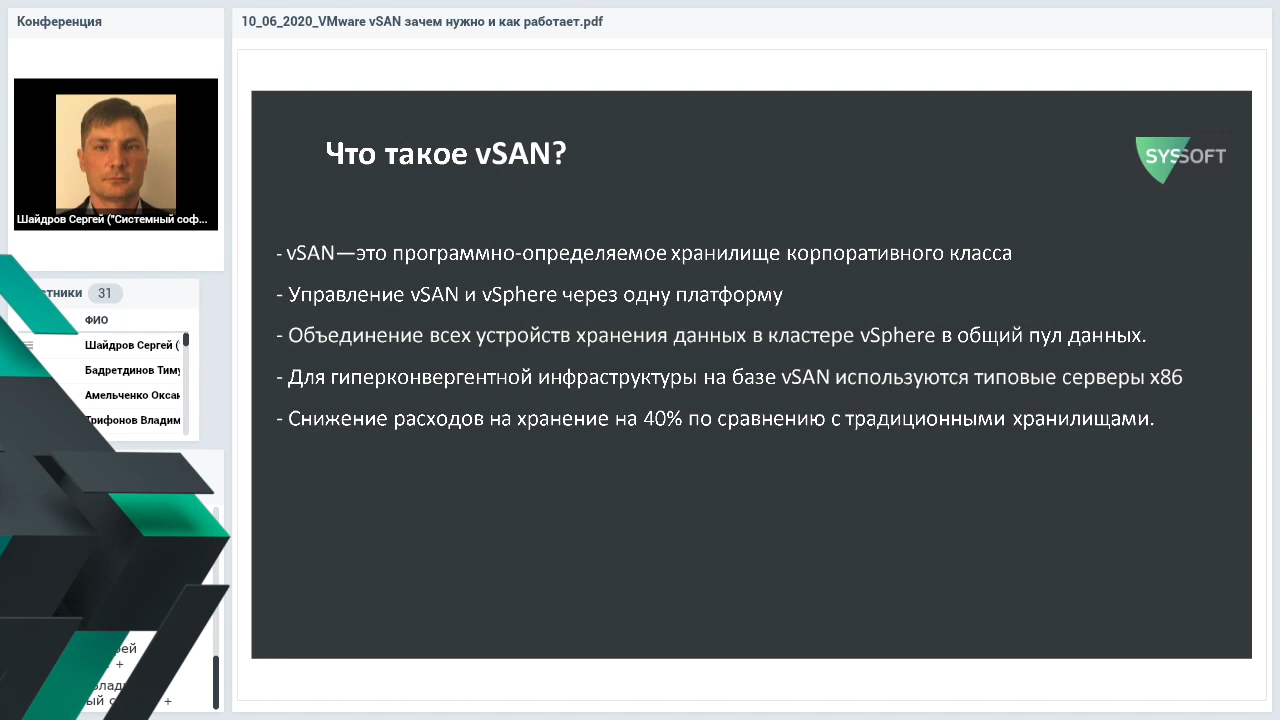 Конференция
10_06_2020_VMware vSAN зачем нужно и как работает.pdf
Шайдров Сергей ("Системный соф...
стники 31
ФИО
Шайдров Сергей (
Бадретдинов Тиму
Амельченко Оксан
Трифонов Владим
Что такое vSAN?
SYSSOFT
- vSAN—это программно-определяемое хранилище корпоративного класса
- Управление vSAN и vSphere через одну платформу
- Объединение всех устройств хранения данных в кластере vSphere в общий пул данных.
- Для гиперконвергентной инфраструктуры на базе vSAN используются типовые серверы x86
- Снижение расходов на хранение на 40% по сравнению с традиционными хранилищами.